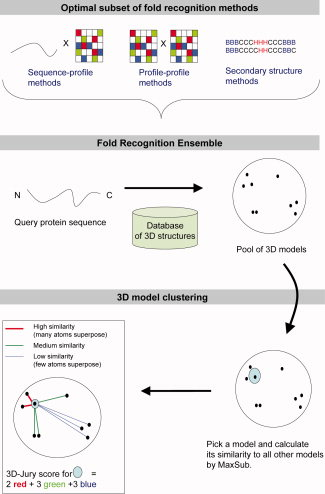 Optimal subset of fold recognition methods
X
X
BBBCCCCHHHCCCBBB
BBBCCCCHHCCCCBBC
Sequence-profile
methods
Profile-profile
methods
Secondary structure
methods
Fold Recognition Ensemble
N
C
Query protein sequence
Database
of 3D structures
Pool of 3D models
3D model clustering
High similarity
(many atoms superpose)
Medium similarity
Low similarity
(few atoms superpose)
3D-Jury score for =
2 red + 3 green +3 blue
Pick a model and calculate
its similarity to all other models
by MaxSub.